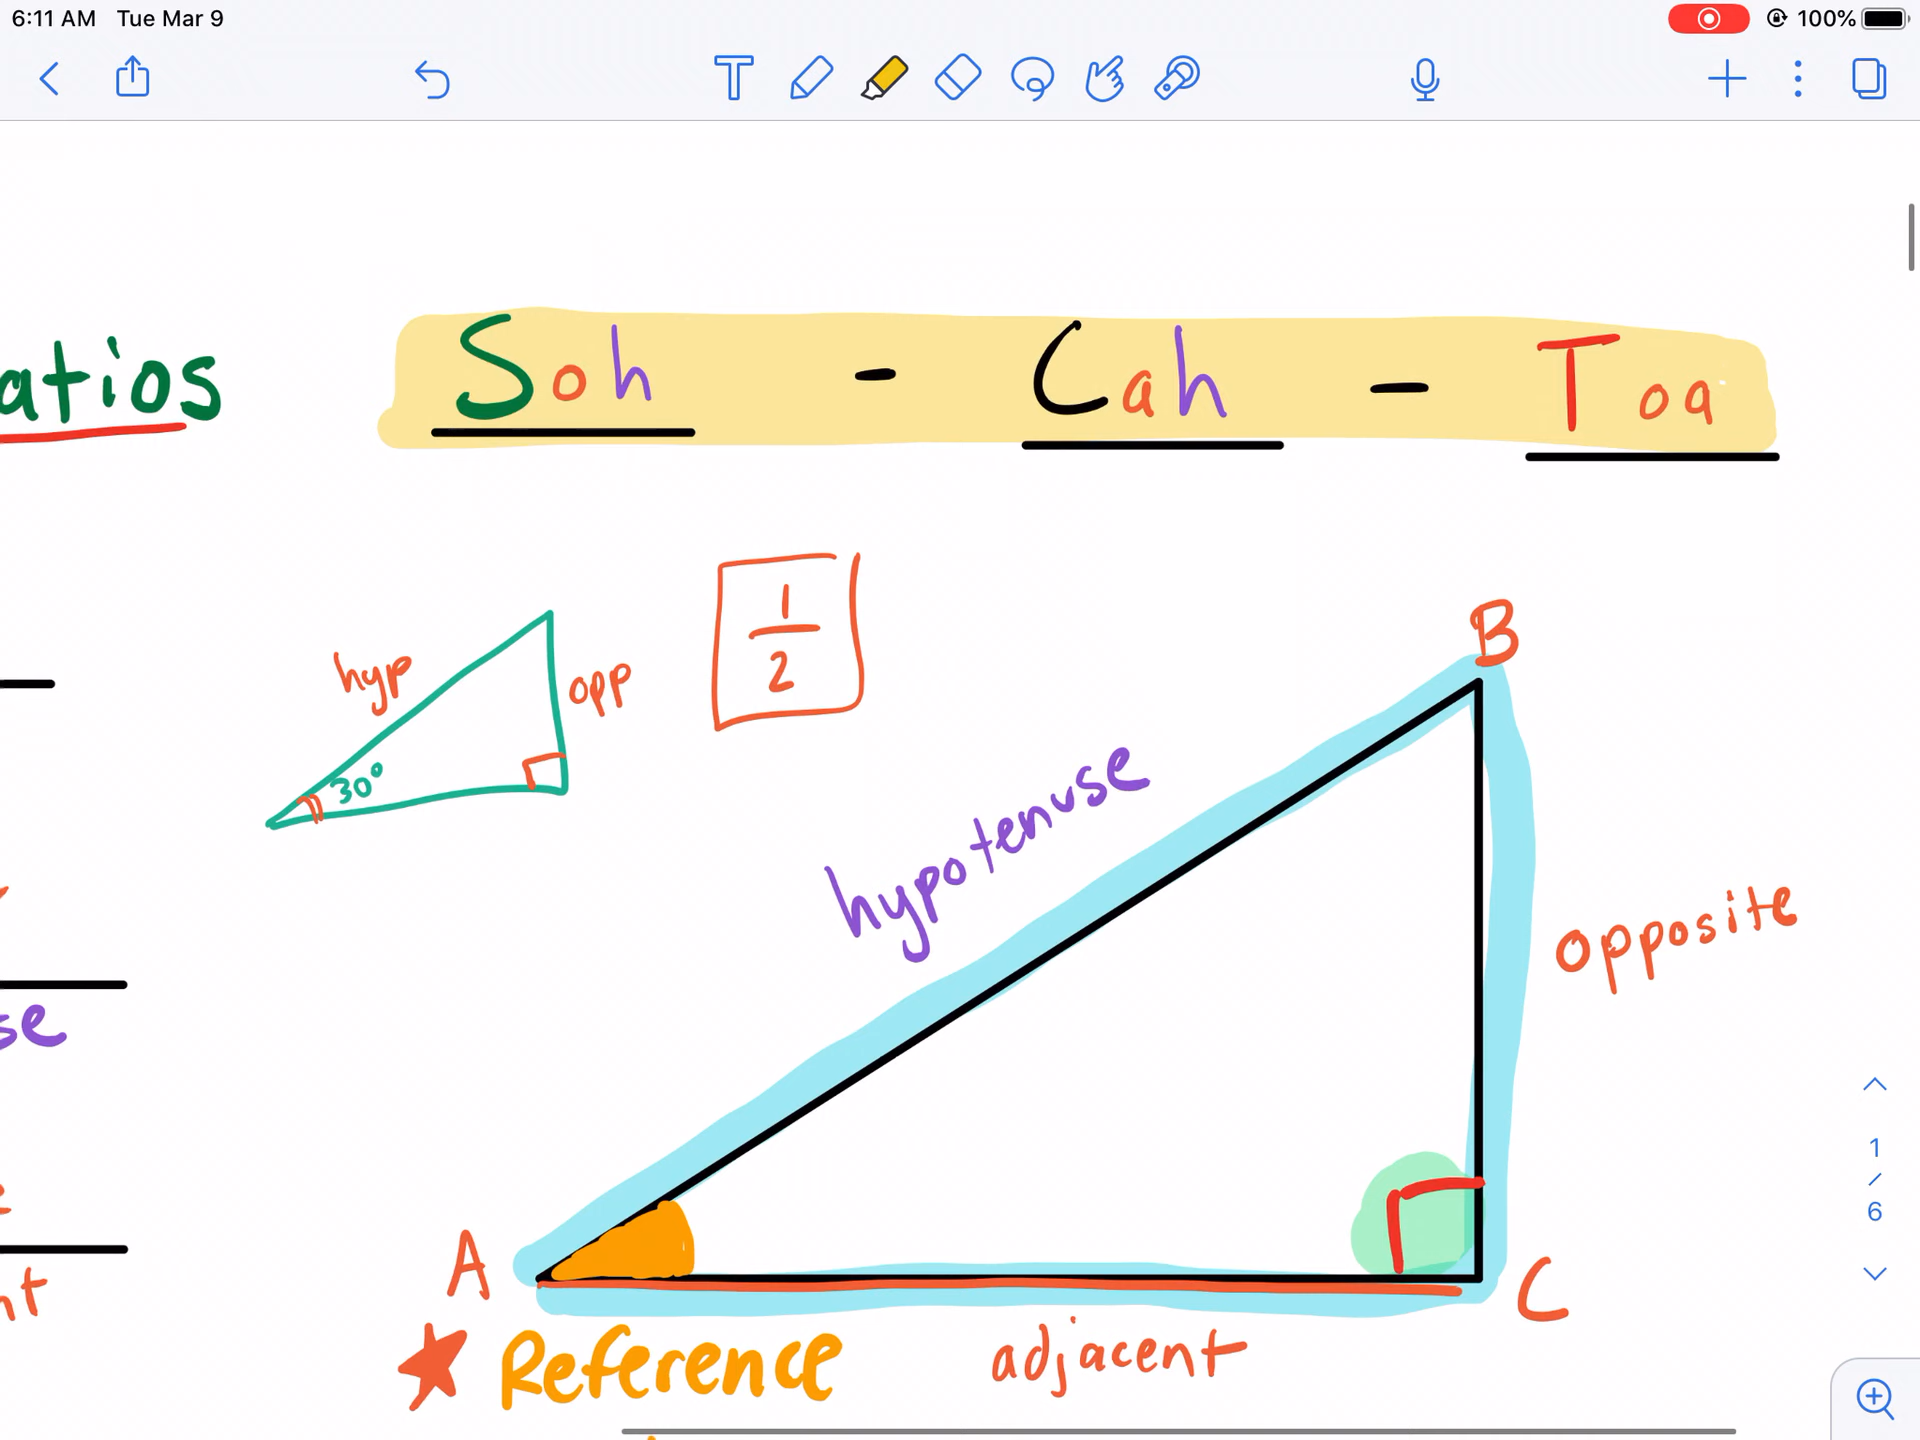 6:11 AM Tue Mar 9
100%
atios
Soh - Cah - Toa
1
2
hyp
opp
30°
B
hypotenuse
opposite
se
1
/
6
A
C
nt
★ Reference
adjacent